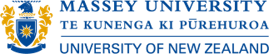 MASSEY UNIVERSITY
TE KUNENGA KI PŪREHUROA
UNIVERSITY OF NEW ZEALAND